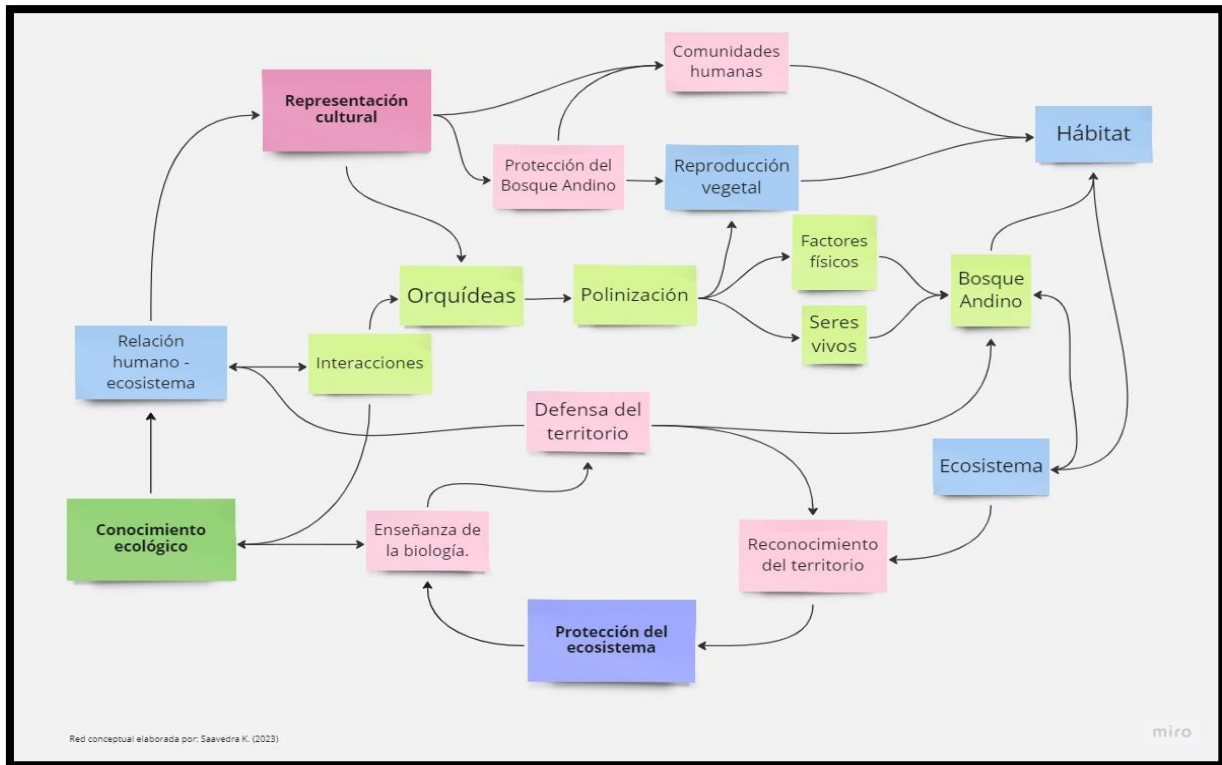 Comunidades
humanas
Representación
cultural
Hábitat
Protección del
Bosque Andino
Reproducción
vegetal
Factores
físicos
Orquídeas
Polinización
Bosque
Andino
Seres
vivos
Relación
humano -
ecosistema
Interacciones
Defensa del
territorio
Ecosistema
Conocimiento
ecológico
Enseñanza de
la biología.
Reconocimiento
del territorio
Protección del
ecosistema
Red conceptual elaborada por: Saavedra K. (2023)
miro